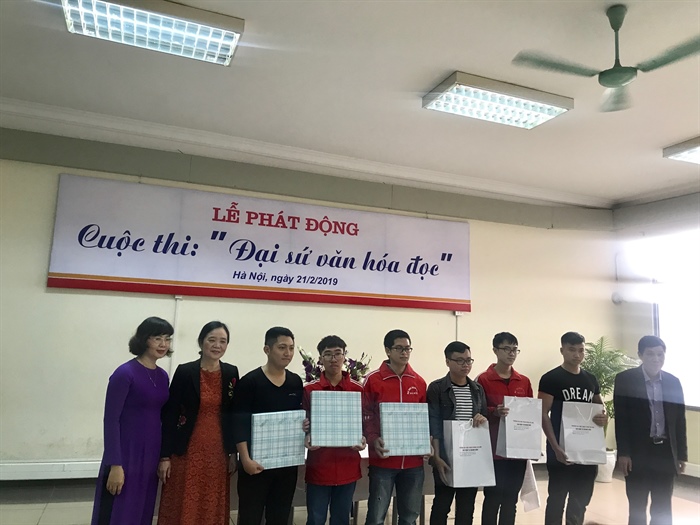 LỄ PHÁT ĐỘNG
Cuộc thi: "Đại sứ văn hóa đọc"
Hà Nội, ngày 21/2/2019
DREAM